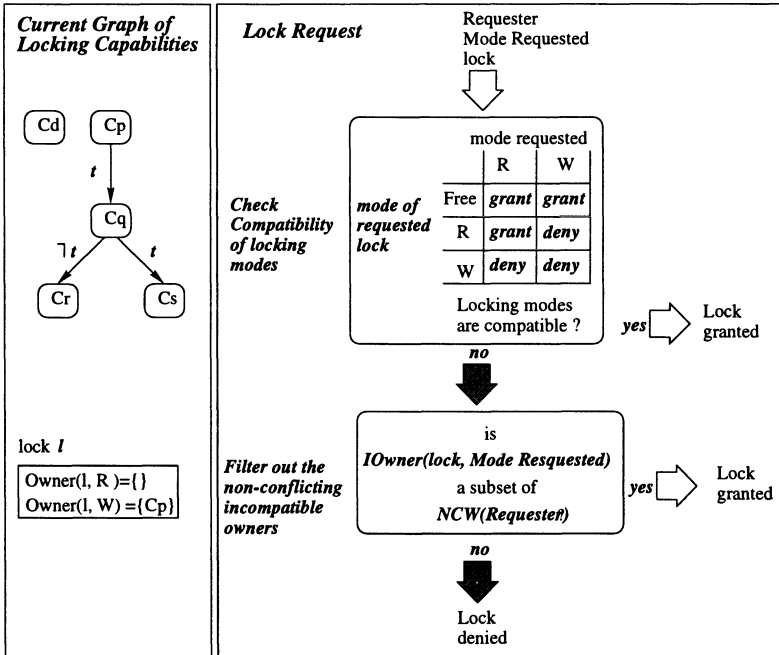 Current Graph of
Locking Capabilities
Cd
Cp
t
Cq
⌉ t
t
Cr
Cs
lock l
Owner(l, R )={}
Owner(l, W) ={Cp}
Lock Request
Requester
Mode Requested
lock
Check
Compatibility
of locking
modes
mode of
requested
lock
mode requested
R W
Free grant grant
R grant deny
W deny deny
Locking modes
are compatible ?
yes
Lock
granted
no
Filter out the
non-conflicting
incompatible
owners
is
IOwner(lock, Mode Resquested)
a subset of
NCW(Requester)
yes
Lock
granted
no
Lock
denied